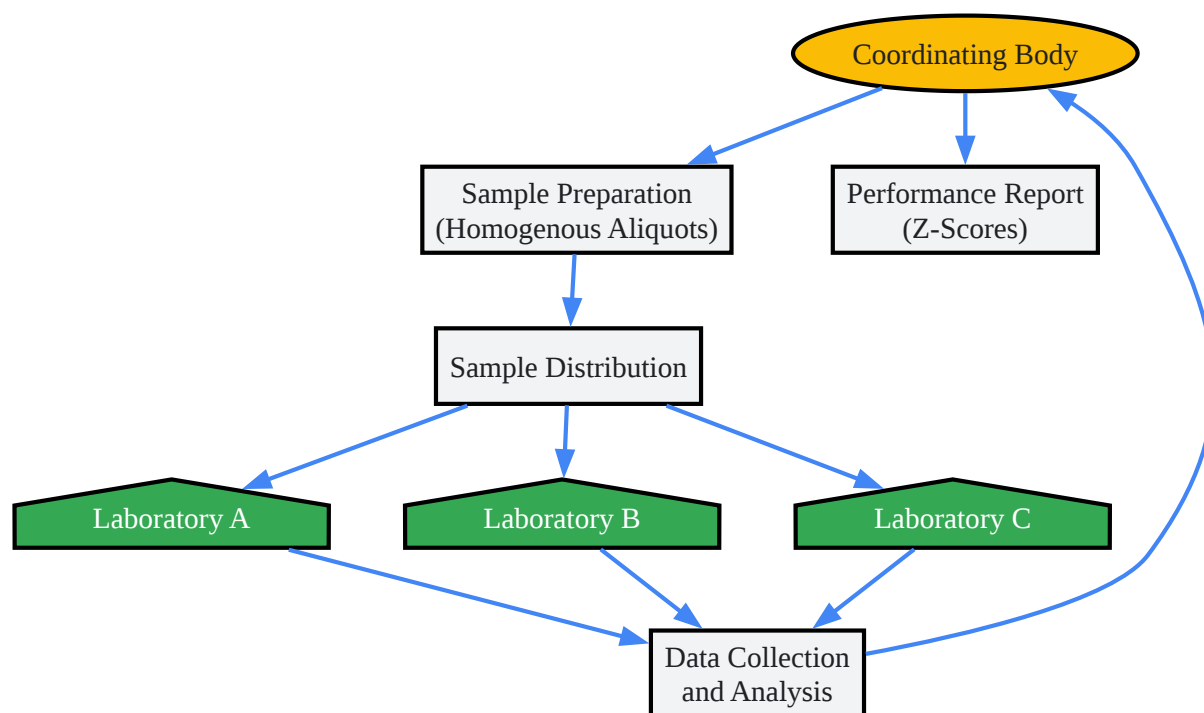 Coordinating Body
Sample Preparation
(Homogenous Aliquots)
Performance Report
(Z-Scores)
Sample Distribution
Laboratory A
Laboratory B
Laboratory C
Data Collection
and Analysis